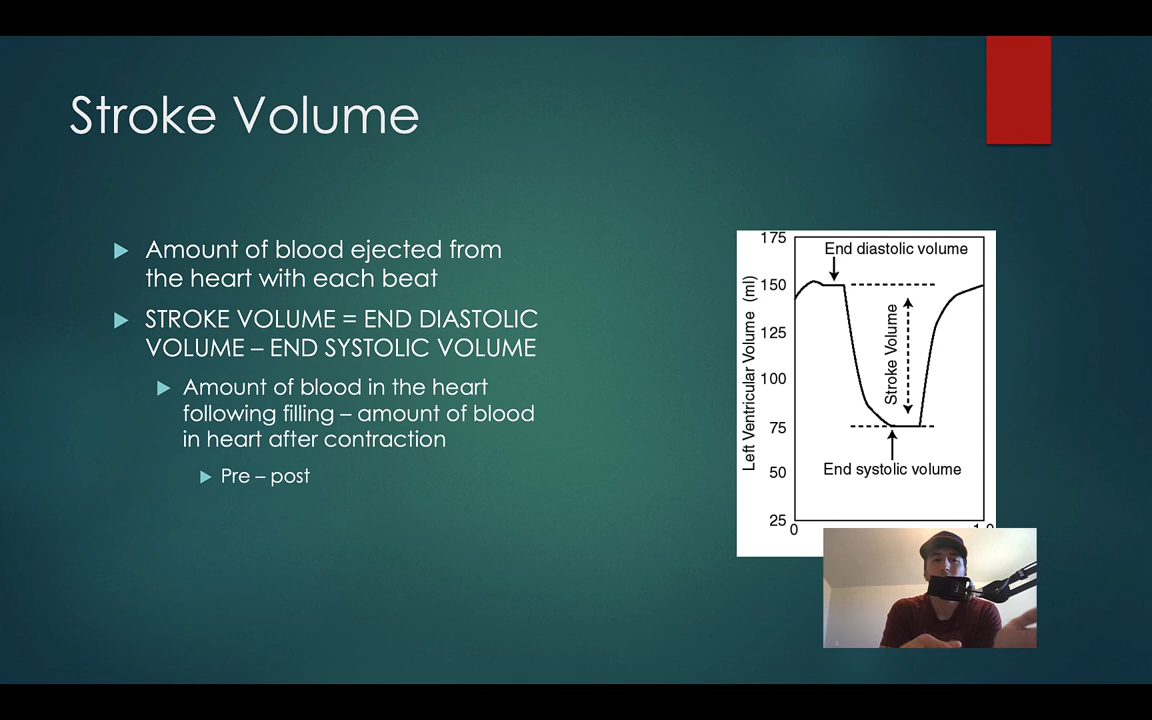 Stroke Volume
Amount of blood ejected from
the heart with each beat
STROKE VOLUME = END DIASTOLIC
VOLUME – END SYSTOLIC VOLUME
Amount of blood in the heart
following filling – amount of blood
in heart after contraction
Pre – post
175
End diastolic volume
150
125
100
75
50
25
Left Ventricular Volume (ml)
Stroke Volume
End systolic volume
0